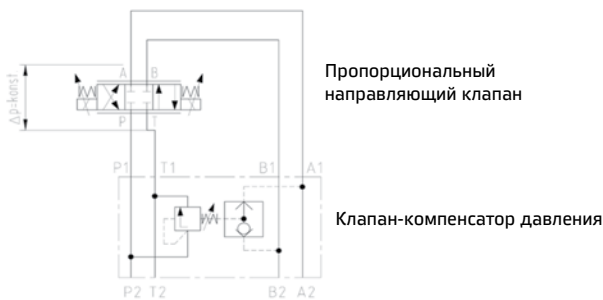 A B
Δp=konst
P T
Пропорциональный
направляющий клапан
P1 T1 B1 A1
Клапан-компенсатор давления
P2 T2 B2 A2